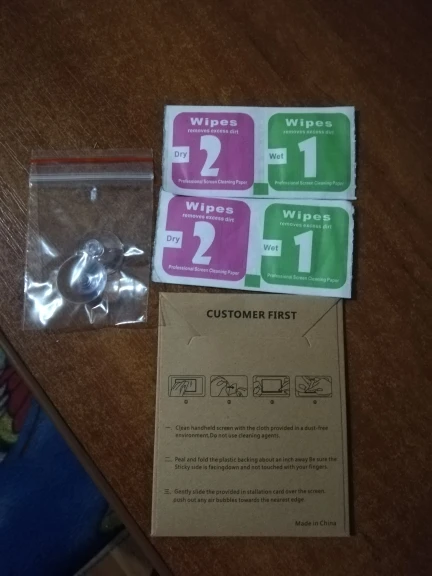 Wipes
removes excess dirt
Dry
2
Professional Screen Cleaning Paper
Wipes
removes excess dirt
Wet
1
Professional Screen Cleaning Paper
Wipes
removes excess dirt
Dry
2
Professional Screen Cleaning Paper
Wipes
removes excess dirt
Wet
1
Professional Screen Cleaning Paper
CUSTOMER FIRST
一. Clean handheld screen with the cloth provided in a dust-free
environment,Do not use cleaning agents.
二. Peel and fold the plastic backing about an inch away Be sure the
Sticky side is facingdown and not touched with your fingers.
三. Gently slide the provided in stallation card over the screen
push out any air bubbles towards the nearest edge.
Made in China